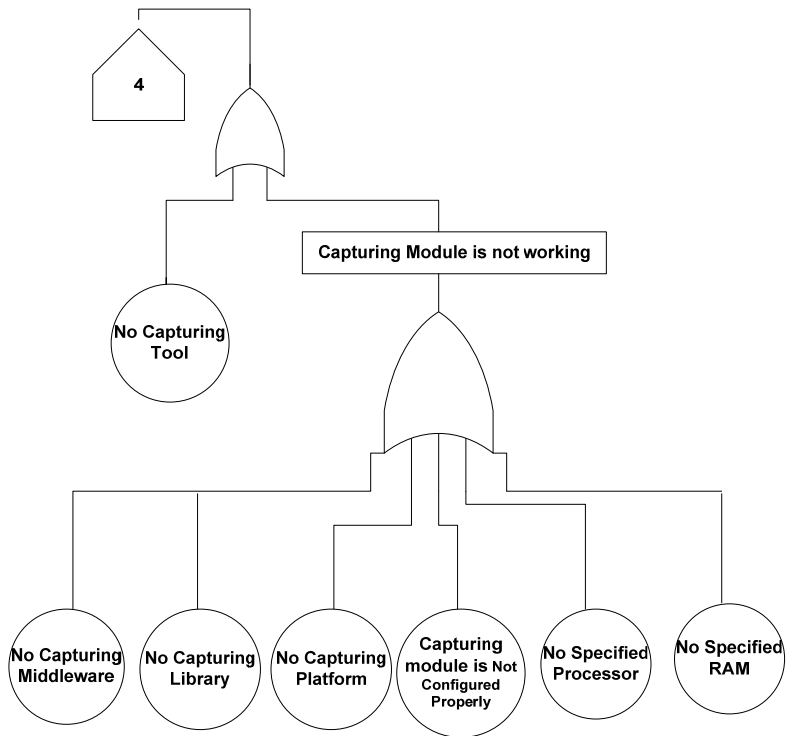 4
Capturing Module is not working
No Capturing
Tool
No Capturing
Middleware
No Capturing
Library
No Capturing
Platform
Capturing
module is Not
Configured
Properly
No Specified
Processor
No Specified
RAM